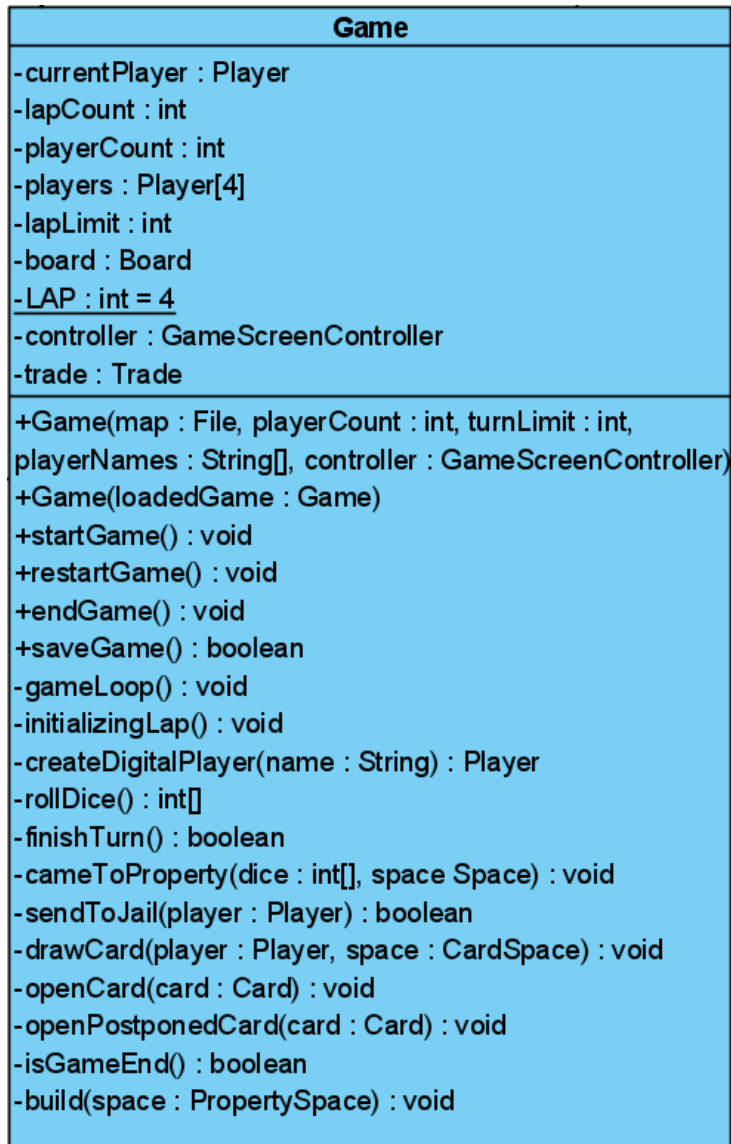 Game
-currentPlayer : Player
-lapCount : int
-playerCount : int
-players : Player[4]
-lapLimit : int
-board : Board
-LAP : int = 4
-controller : GameScreenController
-trade : Trade
+Game(map : File, playerCount : int, turnLimit : int,
playerNames : String[], controller : GameScreenController)
+Game(loadedGame : Game)
+startGame() : void
+restartGame() : void
+endGame() : void
+saveGame() : boolean
-gameLoop() : void
-initializingLap() : void
-createDigitalPlayer(name : String) : Player
-rollDice() : int[]
-finishTurn() : boolean
-cameToProperty(dice : int[], space Space) : void
-sendToJail(player : Player) : boolean
-drawCard(player : Player, space : CardSpace) : void
-openCard(card : Card) : void
-openPostponedCard(card : Card) : void
-isGameEnd() : boolean
-build(space : PropertySpace) : void